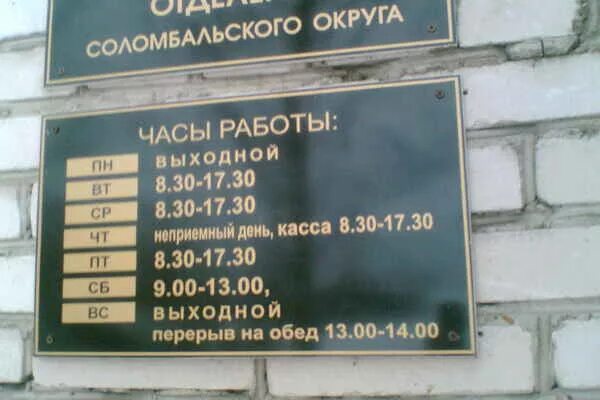 СОЛОМБАЛЬСКОГО ОКРУГА
ЧАСЫ РАБОТЫ:
ПН ВЫХОДНОЙ
ВТ 8.30-17.30
СР 8.30-17.30
ЧТ неприемный день, касса 8.30-17.30
ПТ 8.30-17.30
СБ 9.00-13.00,
ВС ВЫХОДНОЙ
перерыв на обед 13.00-14.00